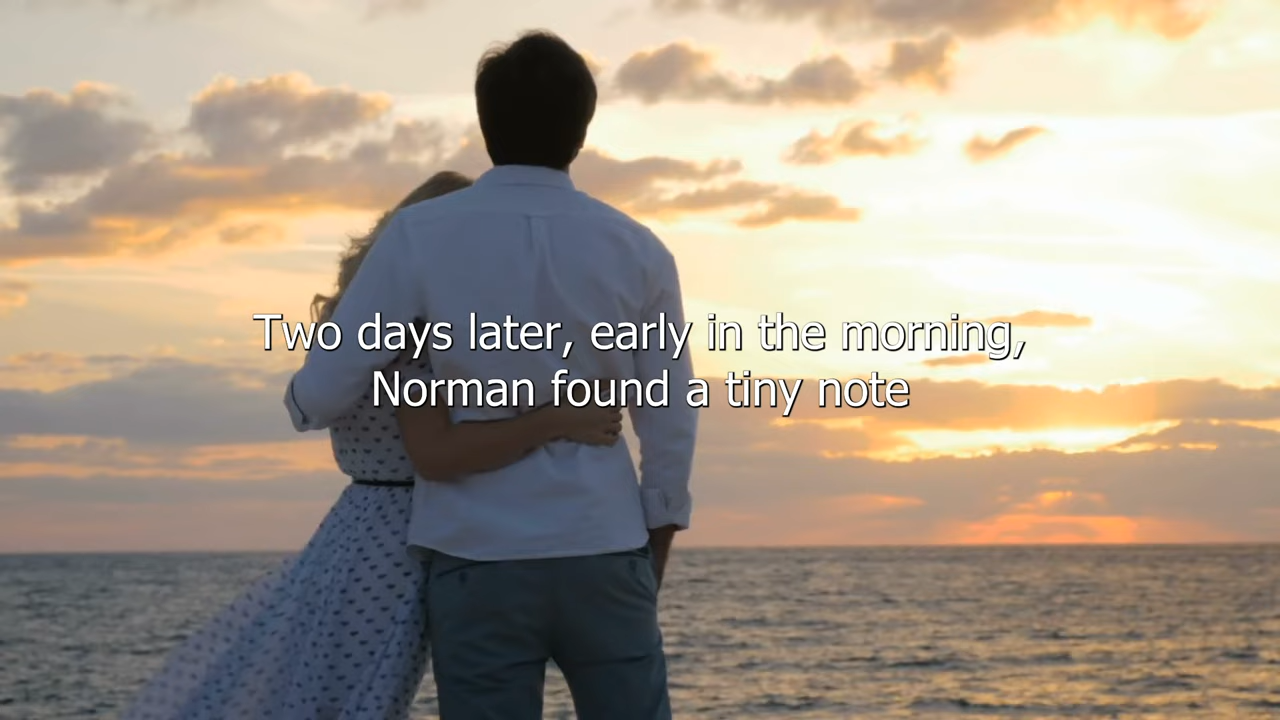 Two days later, early in the morning,
Norman found a tiny note